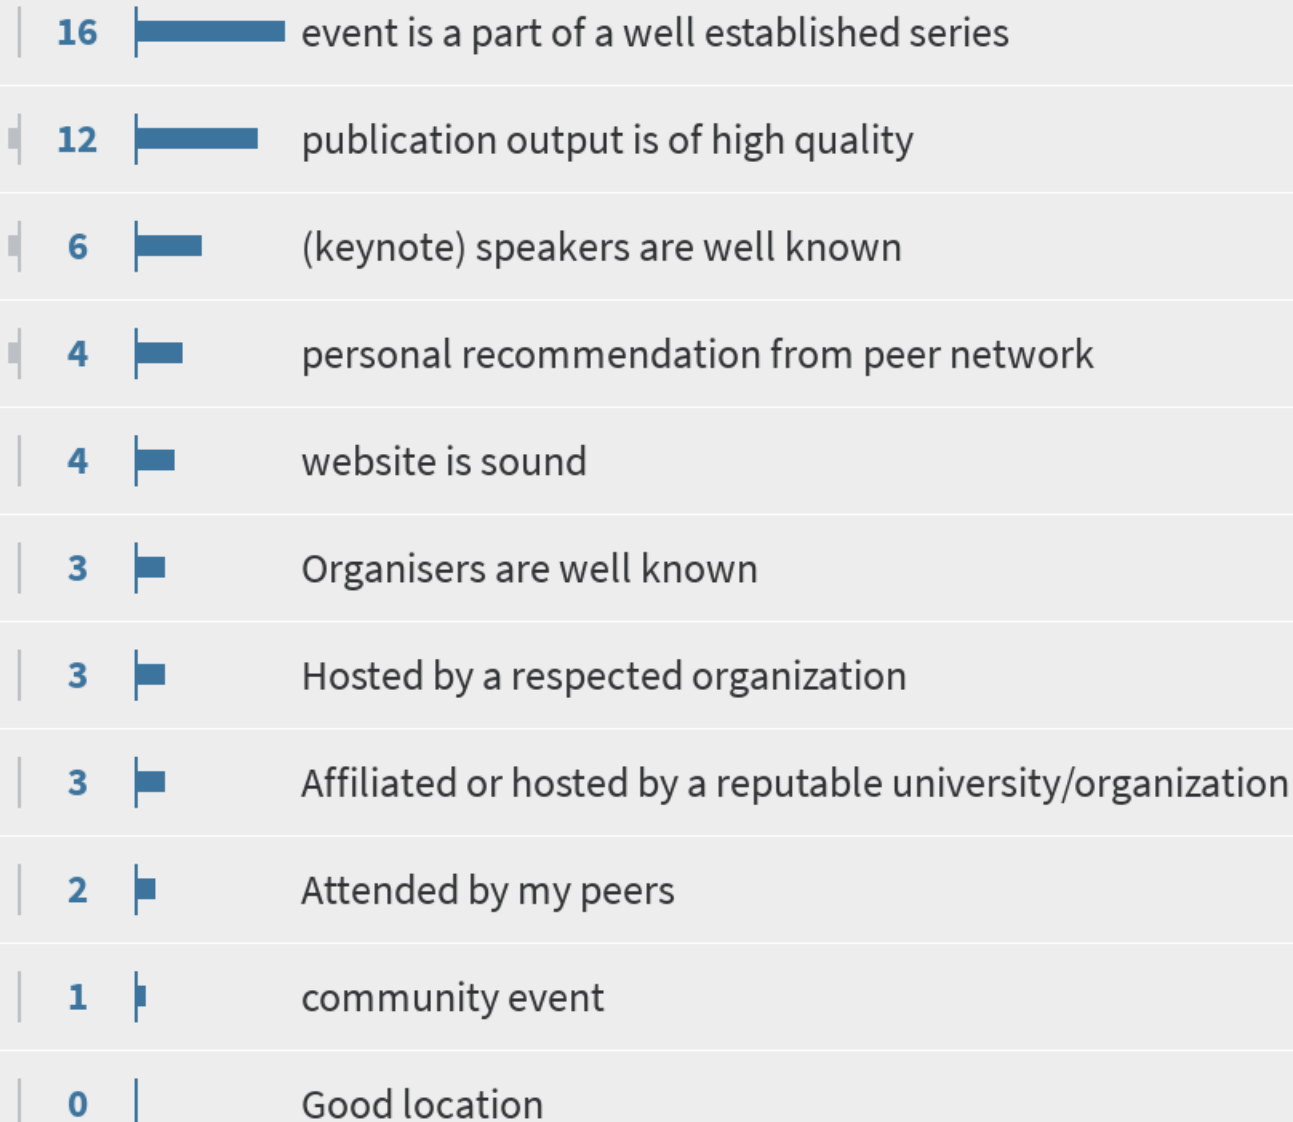 16 event is a part of a well established series
12 publication output is of high quality
6 (keynote) speakers are well known
4 personal recommendation from peer network
4 website is sound
3 Organisers are well known
3 Hosted by a respected organization
3 Affiliated or hosted by a reputable university/organization
2 Attended by my peers
1 community event
0 Good location